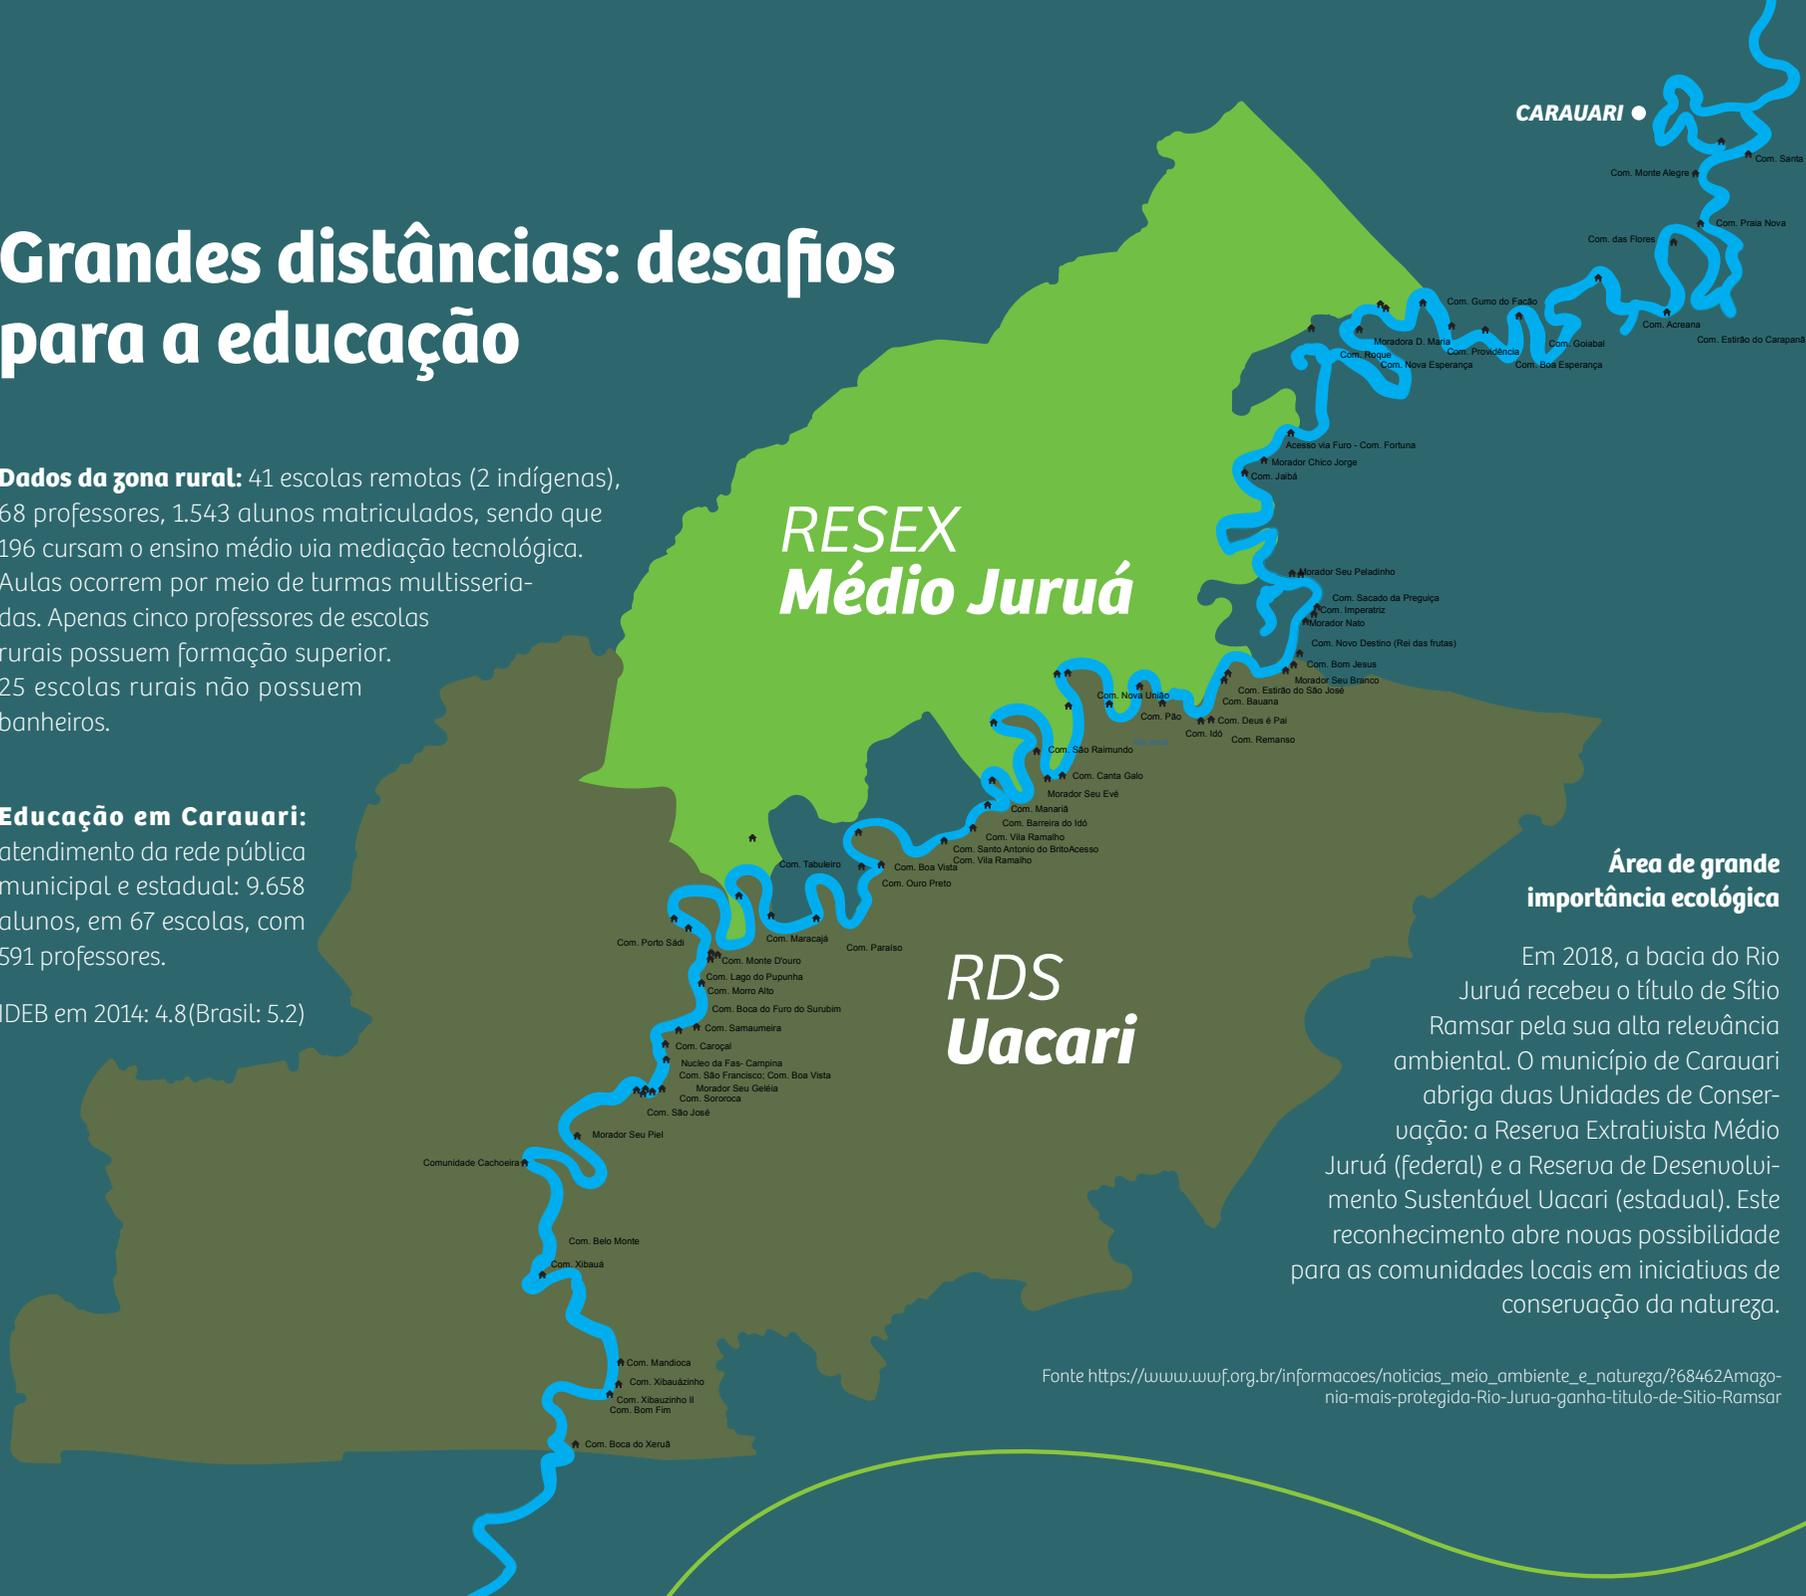 CARAUARI
Com. Santa
Com. Monte Alegre
Com. Praia Nova
Com. das Flores
Grandes distâncias: desafios
para a educação
Com. Gumo do Facão
Com. Acreana
Com. Estirão do Carapanã
Moradora D. Maria
Com. Goiabal
Com. Roque
Com. Providência
Com. Nova Esperança
Com. Boa Esperança
Acesso via Furo - Com. Fortuna
Morador Chico Jorge
Com. Jaibá
Dados da zona rural: 41 escolas remotas (2 indígenas),
68 professores, 1.543 alunos matriculados, sendo que
196 cursam o ensino médio via mediação tecnológica.
Aulas ocorrem por meio de turmas multisseria-
das. Apenas cinco professores de escolas
rurais possuem formação superior.
25 escolas rurais não possuem
banheiros.
RESEX
Médio Juruá
Morador Seu Peladinho
Com. Sacado da Preguiça
Com. Imperatriz
Morador Nato
Com. Novo Destino (Rei das frutas)
Com. Bom Jesus
Morador Seu Branco
Com. Estirão do São José
Com. Nova União
Com. Bauana
Com. Pão
Com. Deus é Pai
Com. Idó
Com. Remanso
Com. São Raimundo
Com. Canta Galo
Morador Seu Evé
Com. Manariã
Com. Barreira do Idó
Com. Vila Ramalho
Com. Santo Antonio do BritoAcesso
Com. Vila Ramalho
Com. Tabuleiro
Com. Boa Vista
Com. Ouro Preto
Educação em Carauari:
atendimento da rede pública
municipal e estadual: 9.658
alunos, em 67 escolas, com
591 professores.
IDEB em 2014: 4.8(Brasil: 5.2)
Com. Porto Sádi
Com. Maracajá
Com. Paraíso
Com. Monte D'ouro
Com. Lago do Pupunha
Com. Morro Alto
Com. Boca do Furo do Surubim
Com. Samaumeira
Com. Caroçal
Nucleo da Fas- Campina
Com. São Francisco; Com. Boa Vista
Morador Seu Geléia
Com. Sororoca
Com. São José
Morador Seu Piel
Comunidade Cachoeira
RDS
Uacari
Com. Belo Monte
Com. Xibauá
Com. Mandioca
Com. Xibauázinho
Com. Xibauzinho II
Com. Bom Fim
Com. Boca do Xeruã
Área de grande
importância ecológica
Em 2018, a bacia do Rio
Juruá recebeu o título de Sítio
Ramsar pela sua alta relevância
ambiental. O município de Carauari
abriga duas Unidades de Conser-
vação: a Reserva Extrativista Médio
Juruá (federal) e a Reserva de Desenvolvi-
mento Sustentável Uacari (estadual). Este
reconhecimento abre novas possibilidade
para as comunidades locais em iniciativas de
conservação da natureza.
Fonte https://www.wwf.org.br/informacoes/noticias_meio_ambiente_e_natureza/?68462Amazo-
nia-mais-protegida-Rio-Jurua-ganha-titulo-de-Sitio-Ramsar